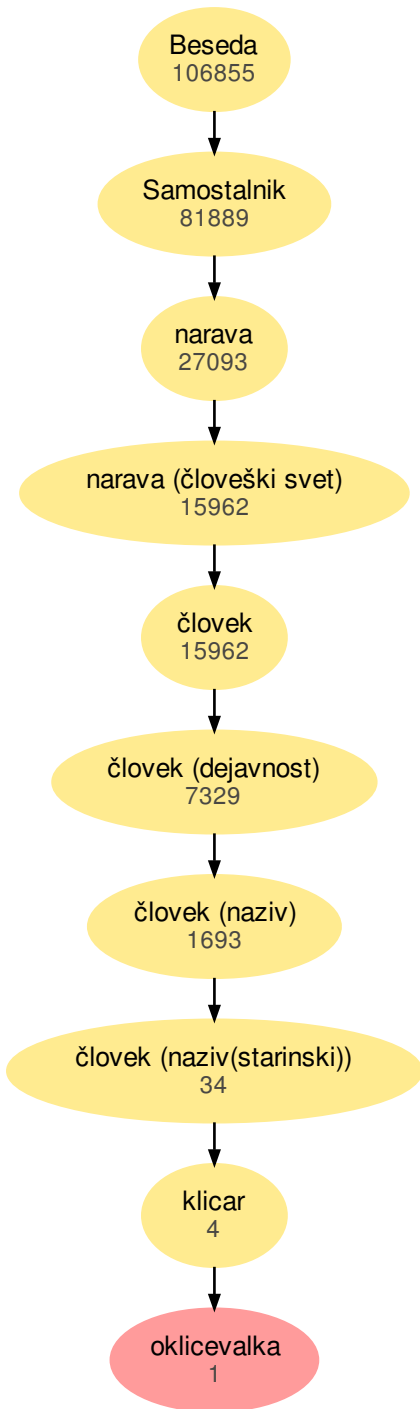 Beseda
106855
Samostalnik
81889
narava
27093
narava (človeški svet)
15962
človek
15962
človek (dejavnost)
7329
človek (naziv)
1693
človek (naziv(starinski))
34
klicar
4
oklicevalka
1